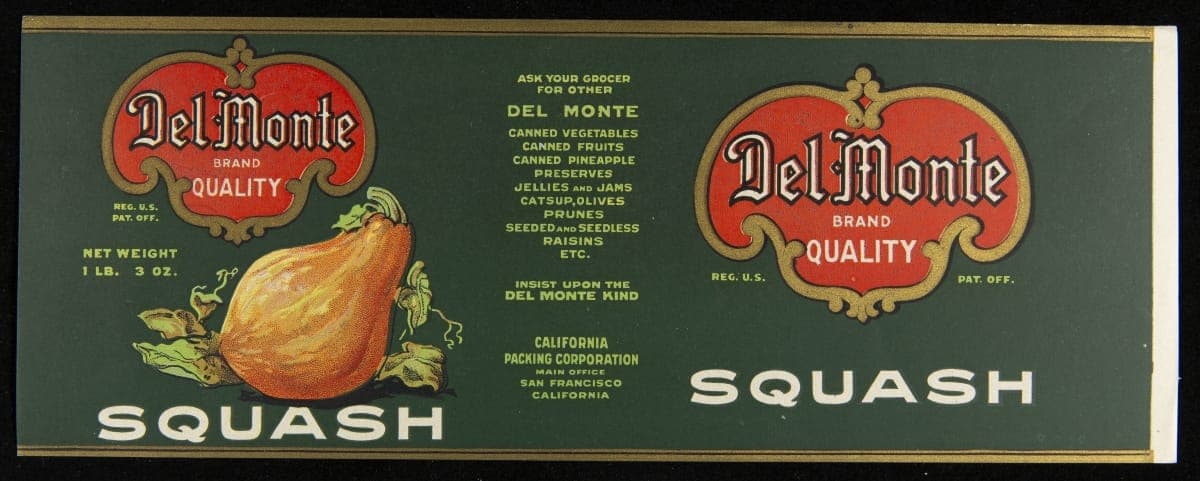 Del Monte
BRAND
QUALITY
REG. U.S.
PAT. OFF.
NET WEIGHT
1 LB. 3 OZ.
SQUASH
ASK YOUR GROCER
FOR OTHER
DEL MONTE
CANNED VEGETABLES
CANNED FRUITS
CANNED PINEAPPLE
PRESERVES
JELLIES AND JAMS
CATSUP, OLIVES
PRUNES
SEEDED AND SEEDLESS
RAISINS
ETC.
INSIST UPON THE
DEL MONTE KIND
CALIFORNIA
PACKING CORPORATION
MAIN OFFICE
SAN FRANCISCO
CALIFORNIA
Del Monte
BRAND
QUALITY
REG. U.S. PAT. OFF.
SQUASH